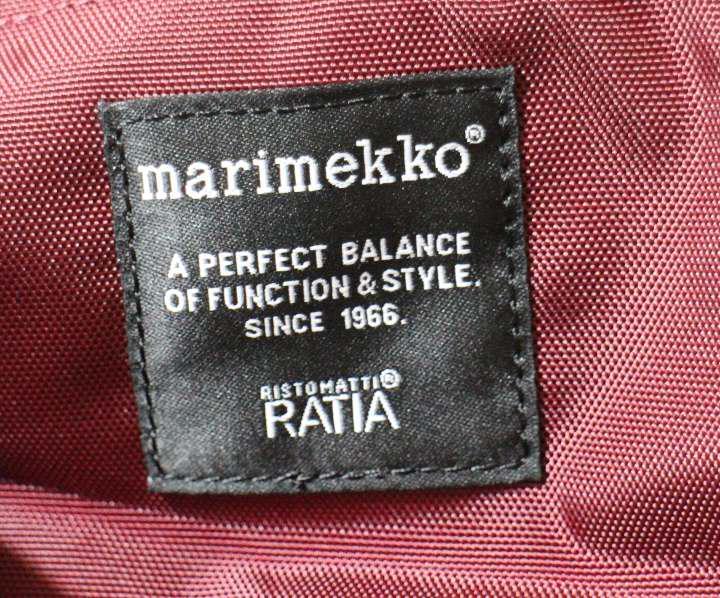 marimekko®
A PERFECT BALANCE
OF FUNCTION & STYLE.
SINCE 1966.
RISTOMATTI®
RATIA